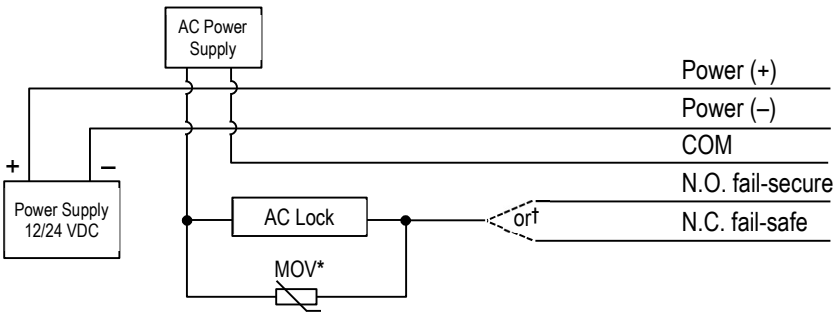 AC Power
Supply
Power (+)
Power (–)
COM
N.O. fail-secure
N.C. fail-safe
+
–
Power Supply
12/24 VDC
AC Lock
or†
MOV*